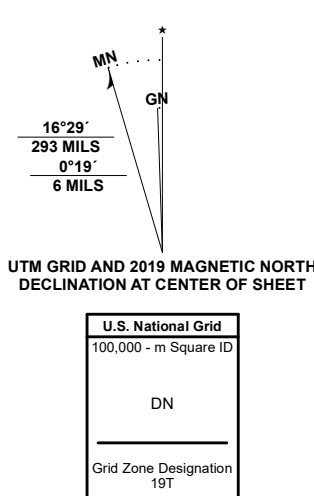 ★
MN
GN
16°29´
293 MILS
0°19´
6 MILS
UTM GRID AND 2019 MAGNETIC NORTH
DECLINATION AT CENTER OF SHEET
U.S. National Grid
100,000 - m Square ID
DN
Grid Zone Designation
19T